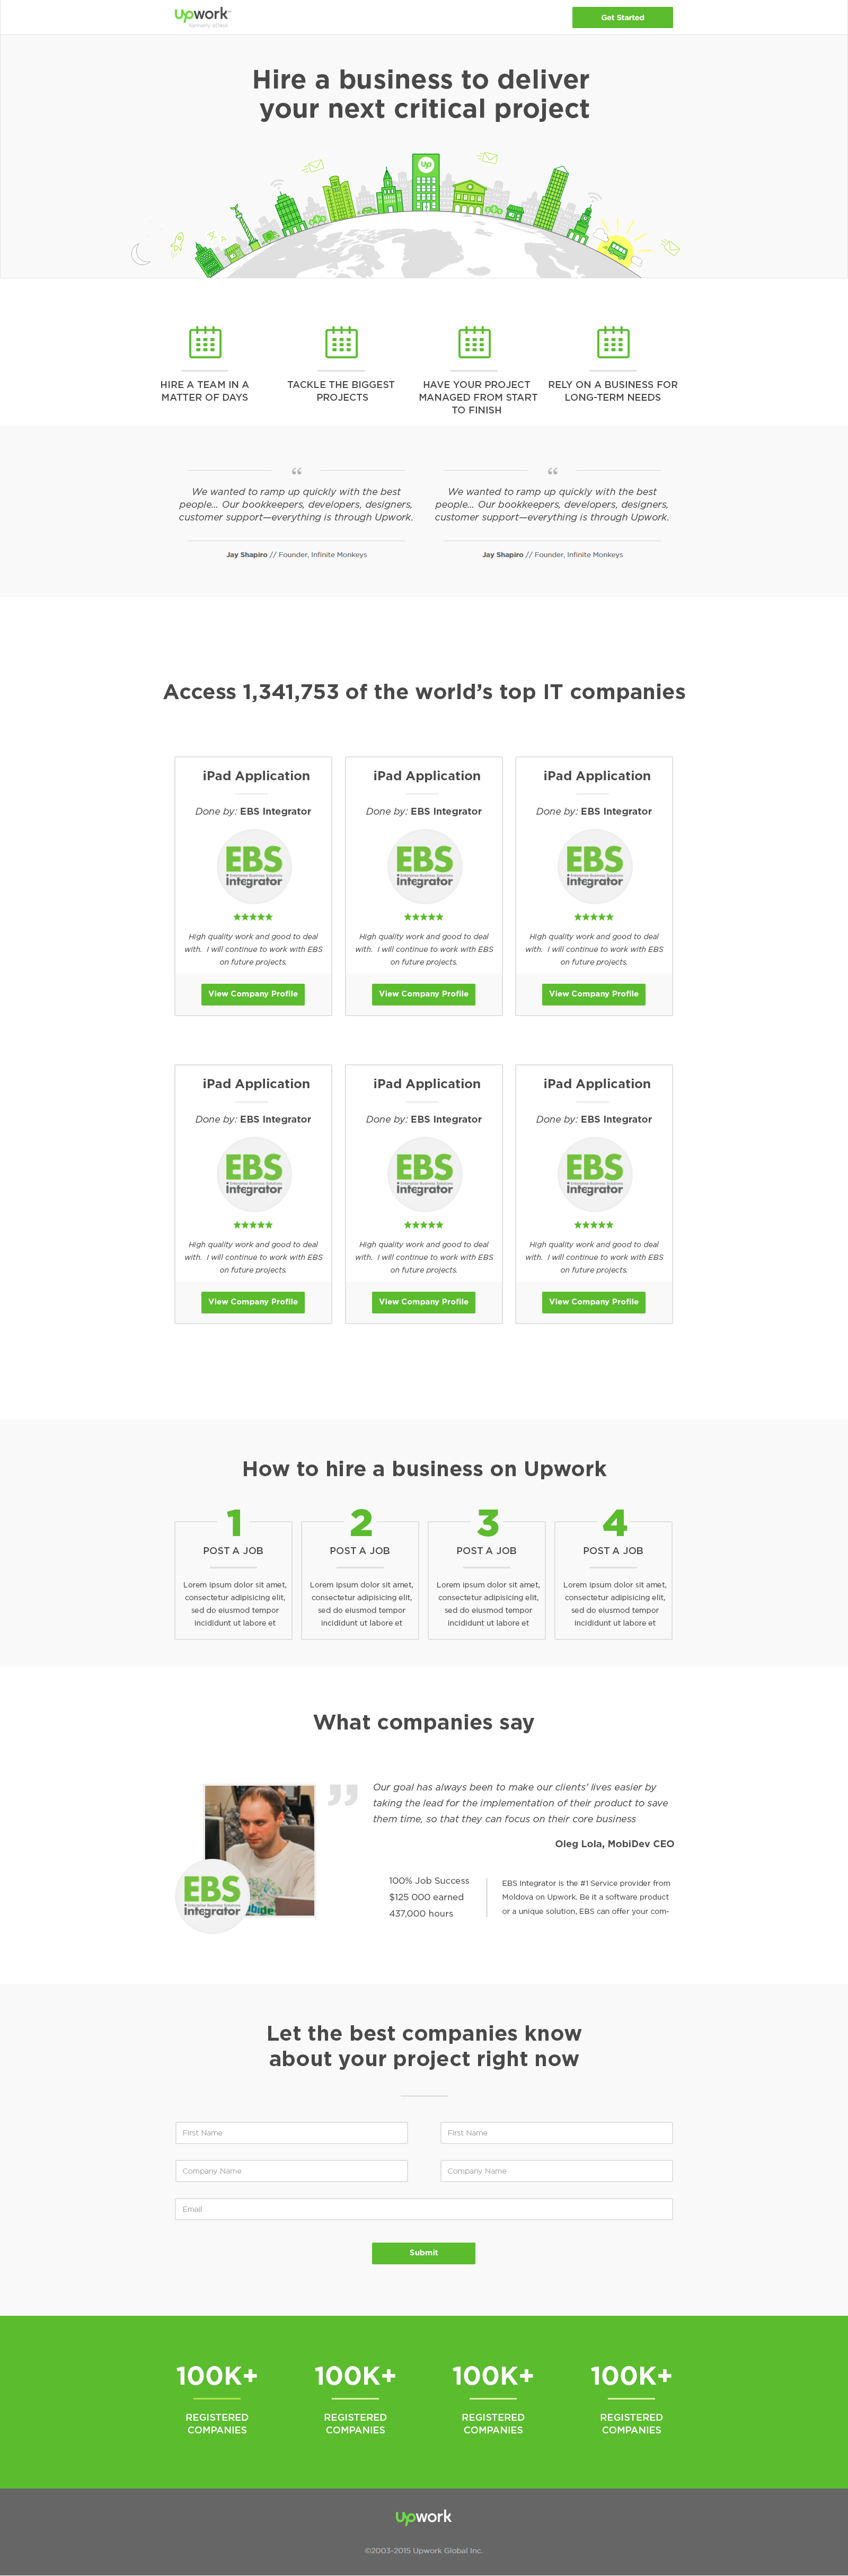 Upwork™
formerly oDesk
Get Started
Hire a business to deliver
your next critical project
Up
HIRE A TEAM IN A
MATTER OF DAYS
TACKLE THE BIGGEST
PROJECTS
HAVE YOUR PROJECT
MANAGED FROM START
TO FINISH
RELY ON A BUSINESS FOR
LONG-TERM NEEDS
“
We wanted to ramp up quickly with the best
people... Our bookkeepers, developers, designers,
customer support—everything is through Upwork.
Jay Shapiro // Founder, Infinite Monkeys
“
We wanted to ramp up quickly with the best
people... Our bookkeepers, developers, designers,
customer support—everything is through Upwork.
Jay Shapiro // Founder, Infinite Monkeys
Access 1,341,753 of the world’s top IT companies
iPad Application
Done by: EBS Integrator
EBS
Enterprise Business Solutions
integrator
High quality work and good to deal
with. I will continue to work with EBS
on future projects.
View Company Profile
iPad Application
Done by: EBS Integrator
EBS
Enterprise Business Solutions
integrator
High quality work and good to deal
with. I will continue to work with EBS
on future projects.
View Company Profile
iPad Application
Done by: EBS Integrator
EBS
Enterprise Business Solutions
integrator
High quality work and good to deal
with. I will continue to work with EBS
on future projects.
View Company Profile
iPad Application
Done by: EBS Integrator
EBS
Enterprise Business Solutions
integrator
High quality work and good to deal
with. I will continue to work with EBS
on future projects.
View Company Profile
iPad Application
Done by: EBS Integrator
EBS
Enterprise Business Solutions
integrator
High quality work and good to deal
with. I will continue to work with EBS
on future projects.
View Company Profile
iPad Application
Done by: EBS Integrator
EBS
Enterprise Business Solutions
integrator
High quality work and good to deal
with. I will continue to work with EBS
on future projects.
View Company Profile
How to hire a business on Upwork
1
POST A JOB
Lorem ipsum dolor sit amet,
consectetur adipisicing elit,
sed do eiusmod tempor
incididunt ut labore et
2
POST A JOB
Lorem ipsum dolor sit amet,
consectetur adipisicing elit,
sed do eiusmod tempor
incididunt ut labore et
3
POST A JOB
Lorem ipsum dolor sit amet,
consectetur adipisicing elit,
sed do eiusmod tempor
incididunt ut labore et
4
POST A JOB
Lorem ipsum dolor sit amet,
consectetur adipisicing elit,
sed do eiusmod tempor
incididunt ut labore et
What companies say
EBS
Enterprise Business Solutions
integrator
”
Our goal has always been to make our clients' lives easier by
taking the lead for the implementation of their product to save
them time, so that they can focus on their core business
Oleg Lola, MobiDev CEO
100% Job Success
$125 000 earned
437,000 hours
EBS Integrator is the #1 Service provider from
Moldova on Upwork. Be it a software product
or a unique solution, EBS can offer your com-
Let the best companies know
about your project right now
First Name
First Name
Company Name
Company Name
Email
Submit
100K+
REGISTERED
COMPANIES
100K+
REGISTERED
COMPANIES
100K+
REGISTERED
COMPANIES
100K+
REGISTERED
COMPANIES
Upwork
©2003-2015 Upwork Global Inc.